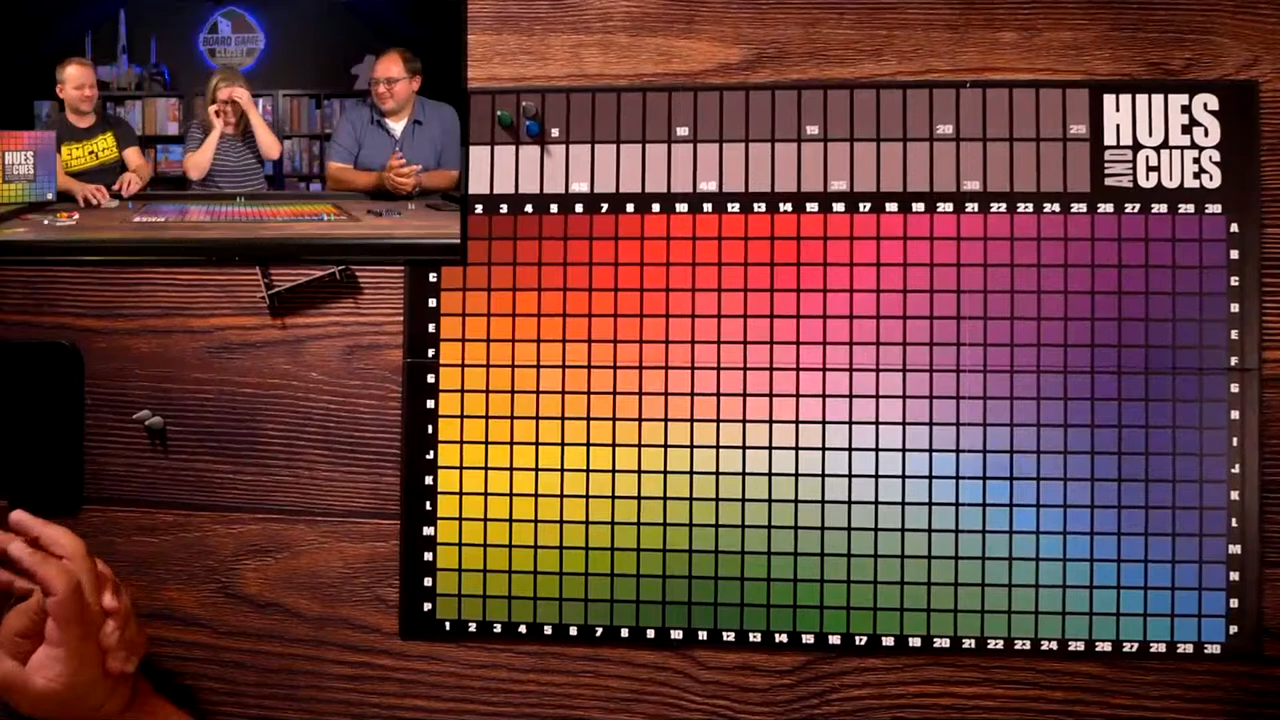 BOARD GAME
CLOSET
EMPIRE
STRIKES BACK
HUES
AND
CUES
5 10 15 20 25
45 40 35 30
HUES
AND CUES
2 3 4 5 6 7 8 9 10 11 12 13 14 15 16 17 18 19 20 21 22 23 24 25 26 27 28 29 30
A
B
C C
D D
E E
F F
G G
H H
I I
J J
K K
L L
M M
N N
O O
P P
1 2 3 4 5 6 7 8 9 10 11 12 13 14 15 16 17 18 19 20 21 22 23 24 25 26 27 28 29 30